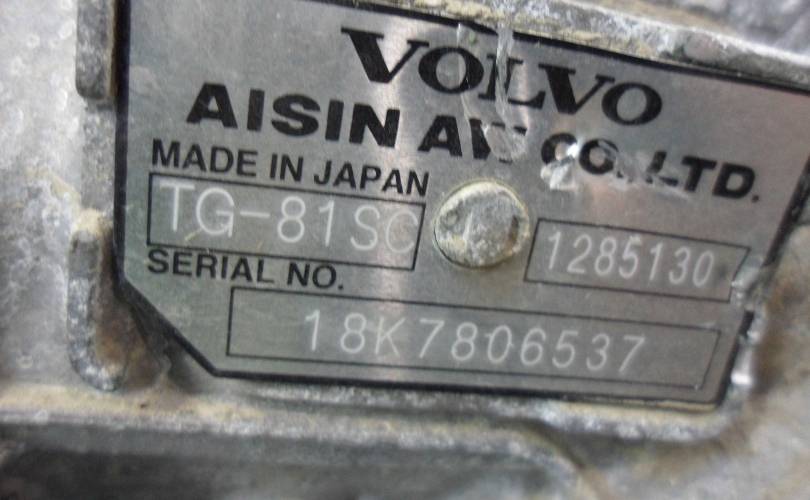 VOLVO
AISIN AW CO., LTD.
MADE IN JAPAN
TG-81SC 1285130
SERIAL NO.
18K7806537